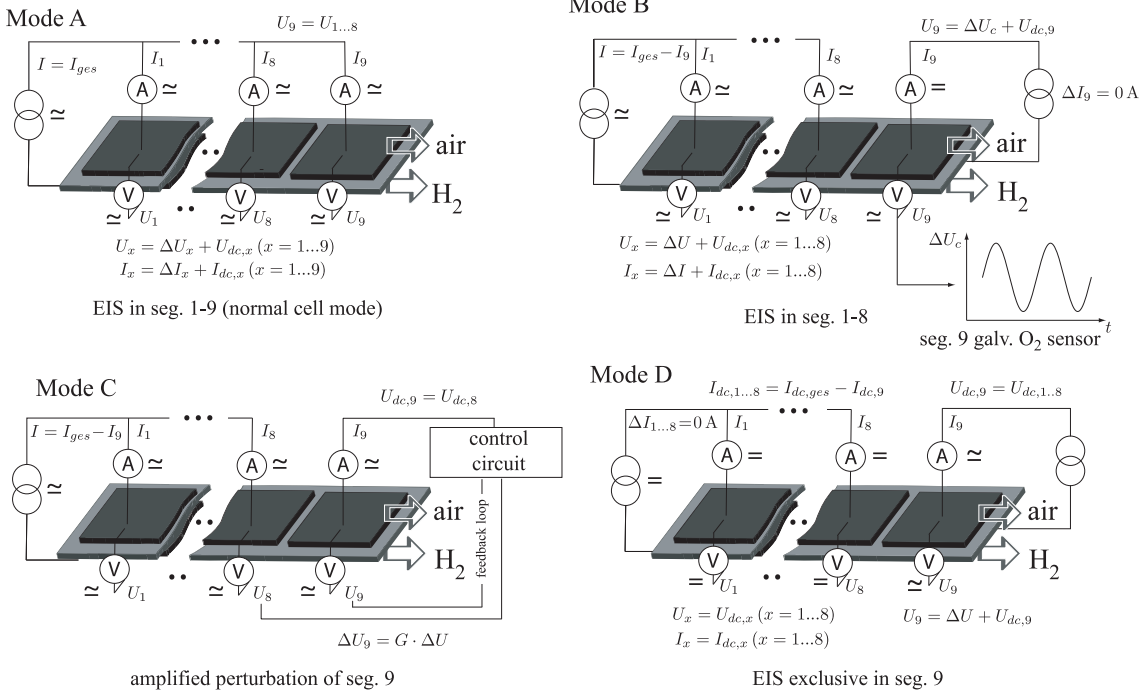 Mode A
U_9 = U_{1...8}
• • •
I = I_{ges}
I_1
I_8
I_9
A ≃
A ≃
A ≃
≃
• •
air
H_2
V
V
V
≃ U_1
• •
≃ U_8
≃ U_9
U_x = ΔU_x + U_{dc,x} (x = 1...9)
I_x = ΔI_x + I_{dc,x} (x = 1...9)
EIS in seg. 1-9 (normal cell mode)
Mode B
U_9 = ΔU_c + U_{dc,9}
• • •
I = I_{ges} − I_9
I_1
I_8
I_9
A ≃
A ≃
A =
≃
ΔI_9 = 0 A
• •
air
H_2
V
V
V
≃ U_1
• •
≃ U_8
≃ U_9
U_x = ΔU + U_{dc,x} (x = 1...8)
I_x = ΔI + I_{dc,x} (x = 1...8)
ΔU_c
t
EIS in seg. 1-8
seg. 9 galv. O_2 sensor
Mode C
U_{dc,9} = U_{dc,8}
• • •
I = I_{ges} − I_9
I_1
I_8
I_9
control
circuit
A ≃
A ≃
A ≃
≃
• •
feedback loop
air
H_2
V
V
V
≃ U_1
• •
≃ U_8
≃ U_9
ΔU_9 = G · ΔU
amplified perturbation of seg. 9
Mode D
I_{dc,1...8} = I_{dc,ges} − I_{dc,9}
U_{dc,9} = U_{dc,1..8}
• • •
ΔI_{1...8} = 0 A
I_1
I_8
I_9
A =
A =
A ≃
=
• •
air
H_2
V
V
V
= U_1
• •
= U_8
≃ U_9
U_x = U_{dc,x} (x = 1...8)
I_x = I_{dc,x} (x = 1...8)
U_9 = ΔU + U_{dc,9}
EIS exclusive in seg. 9